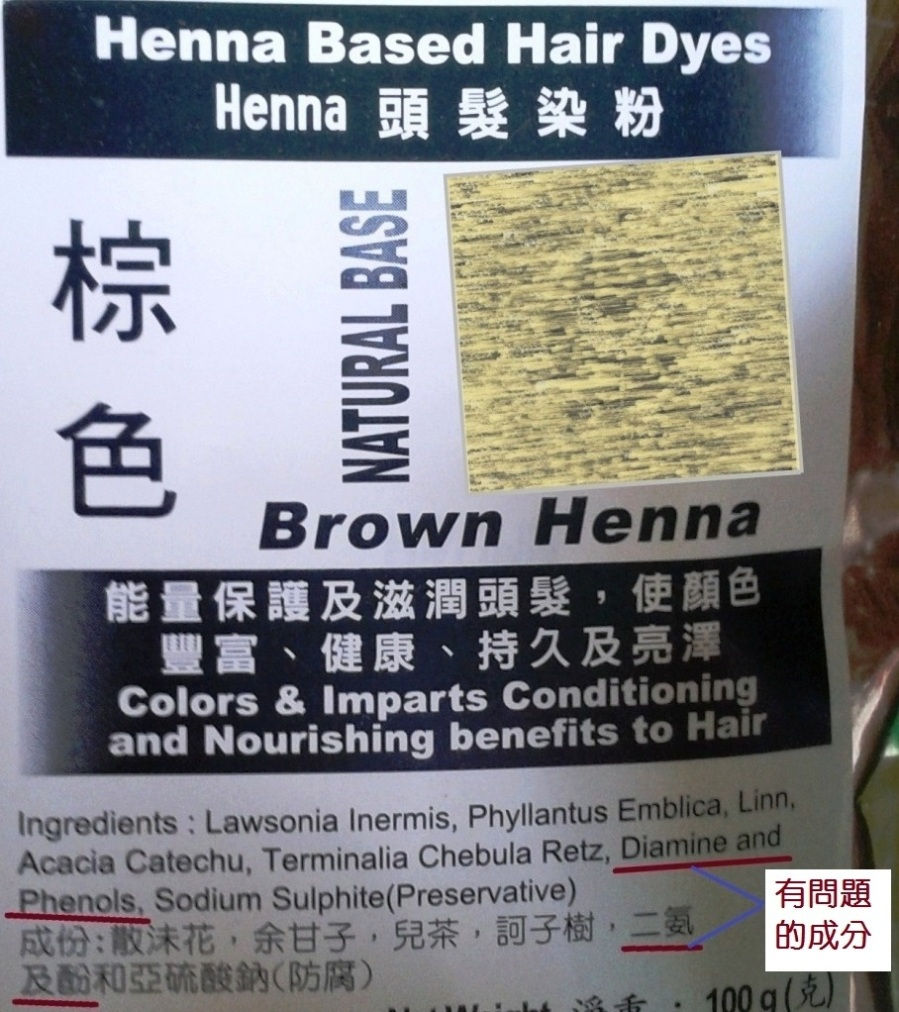 Henna Based Hair Dyes
Henna 頭髮染粉
棕色
NATURAL BASE
Brown Henna
能量保護及滋潤頭髮，使顏色
豐富、健康、持久及亮澤
Colors & Imparts Conditioning
and Nourishing benefits to Hair
Ingredients : Lawsonia Inermis, Phyllantus Emblica, Linn,
Acacia Catechu, Terminalia Chebula Retz, Diamine and
Phenols, Sodium Sulphite(Preservative)
成份:散沫花，余甘子，兒茶，訶子樹，二氨
及酚和亞硫酸鈉(防腐)
有問題
的成分
Net Weight 淨重：100g(克)